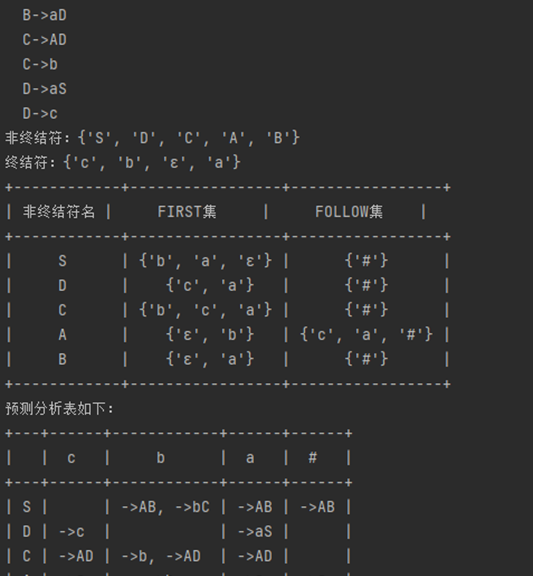 B->aD
C->AD
C->b
D->aS
D->c
非终结符：{'S', 'D', 'C', 'A', 'B'}
终结符：{'c', 'b', 'ε', 'a'}
+------------+-----------------+-----------------+
| 非终结符名 | FIRST集 | FOLLOW集 |
+------------+-----------------+-----------------+
| S | {'b', 'a', 'ε'} | {'#'} |
| D | {'c', 'a'} | {'#'} |
| C | {'b', 'c', 'a'} | {'#'} |
| A | {'ε', 'b'} | {'c', 'a', '#'} |
| B | {'ε', 'a'} | {'#'} |
+------------+-----------------+-----------------+
预测分析表如下：
+---+------+------------+------+------+
| | c | b | a | # |
+---+------+------------+------+------+
| S | | ->AB, ->bC | ->AB | ->AB |
| D | ->c | | ->aS | |
| C | ->AD | ->b, ->AD | ->AD | |